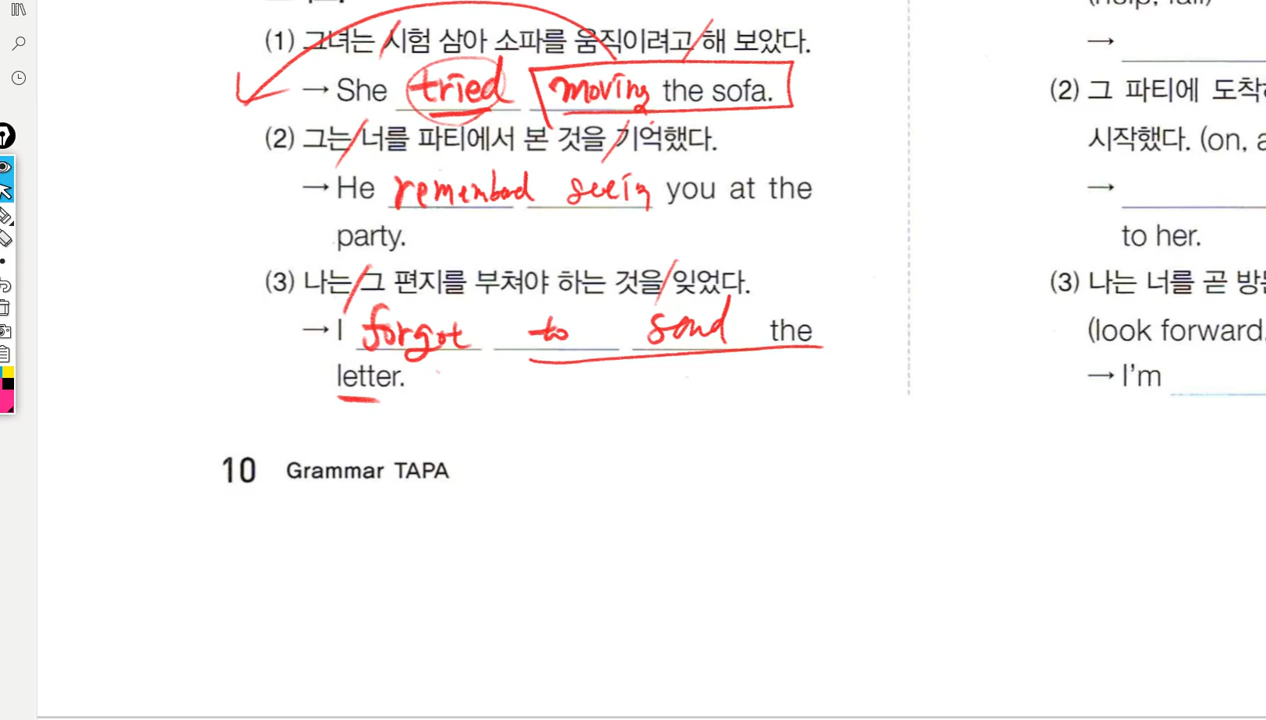 (help, fall)
(1) 그녀는 시험 삼아 소파를 움직이려고 해 보았다.
→ She tried moving the sofa.
(2) 그는 너를 파티에서 본 것을 기억했다.
→ He seeing you at the
party.
(3) 나는 그 편지를 부쳐야 하는 것을 잊었다.
→ I forgot to send the
letter.
10 Grammar TAPA
→
(2) 그 파티에 도착
시작했다. (on, a
→
to her.
(3) 나는 너를 곧 방
(look forward,
→ I'm